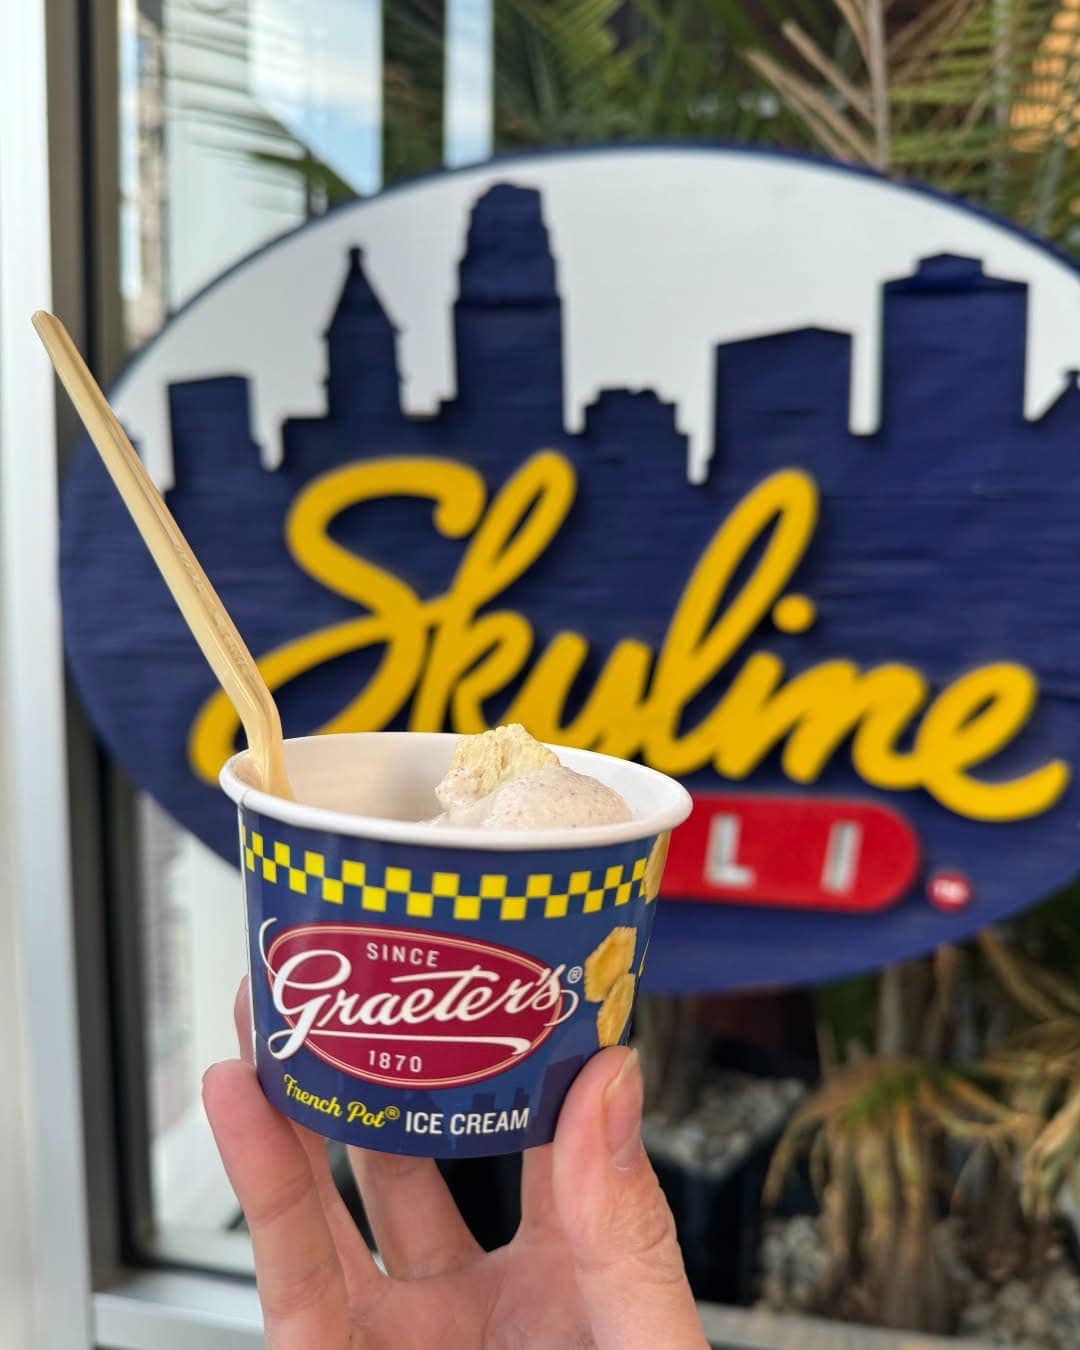 Skyline
LI
SINCE
Graeter's®
1870
French Pot® ICE CREAM